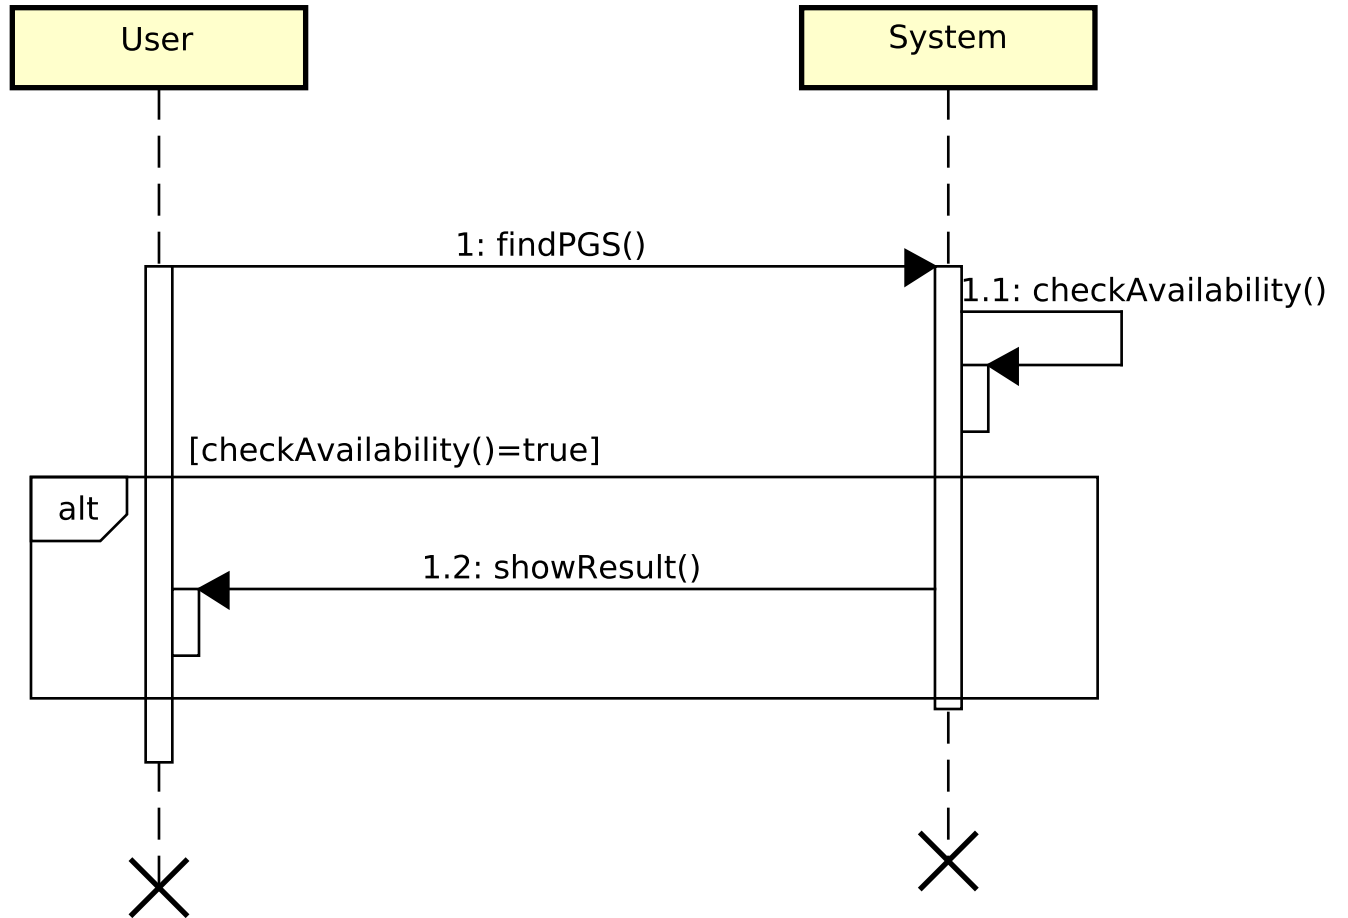 User
System
1: findPGS()
1.1: checkAvailability()
[checkAvailability()=true]
alt
1.2: showResult()